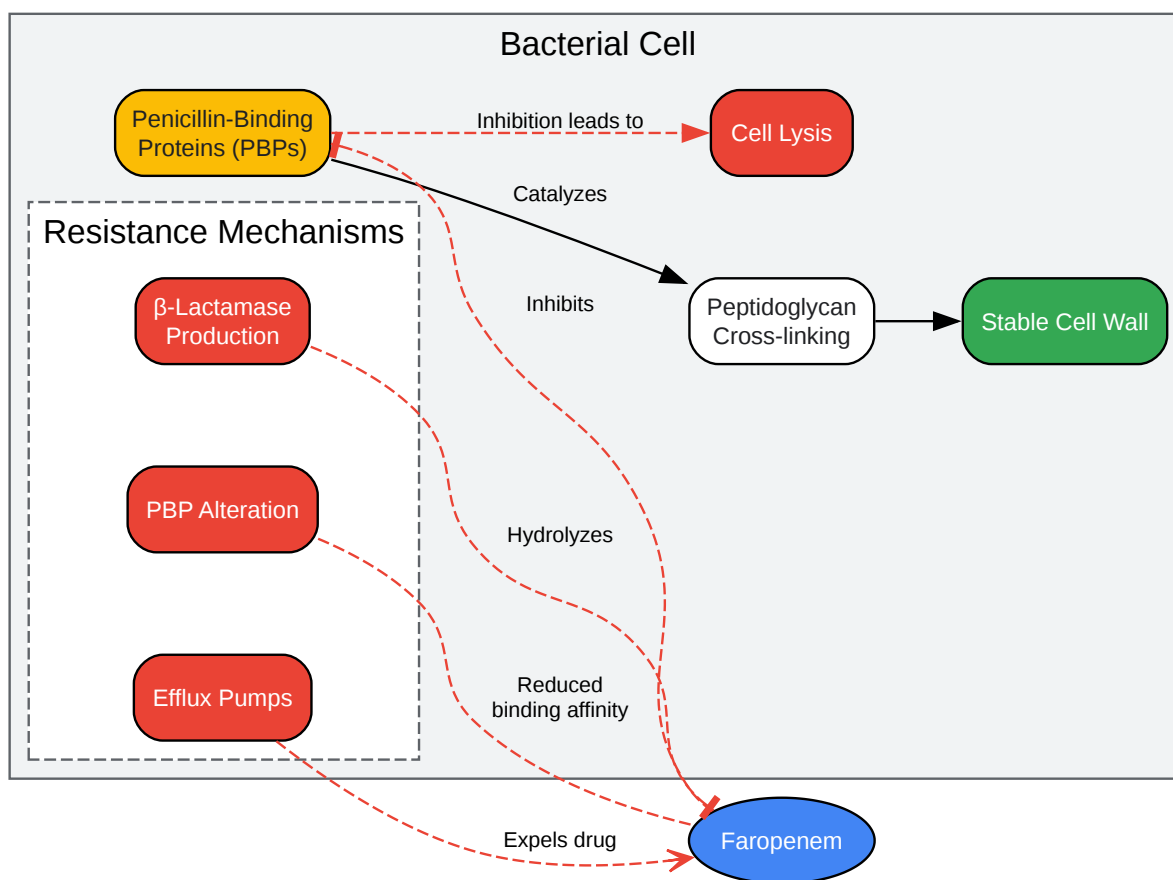 Bacterial Cell
Penicillin-Binding
Proteins (PBPs)
Inhibition leads to
Cell Lysis
Catalyzes
Resistance Mechanisms
β-Lactamase
Production
Inhibits
Peptidoglycan
Cross-linking
Stable Cell Wall
PBP Alteration
Hydrolyzes
Efflux Pumps
Reduced
binding affinity
Expels drug
Faropenem